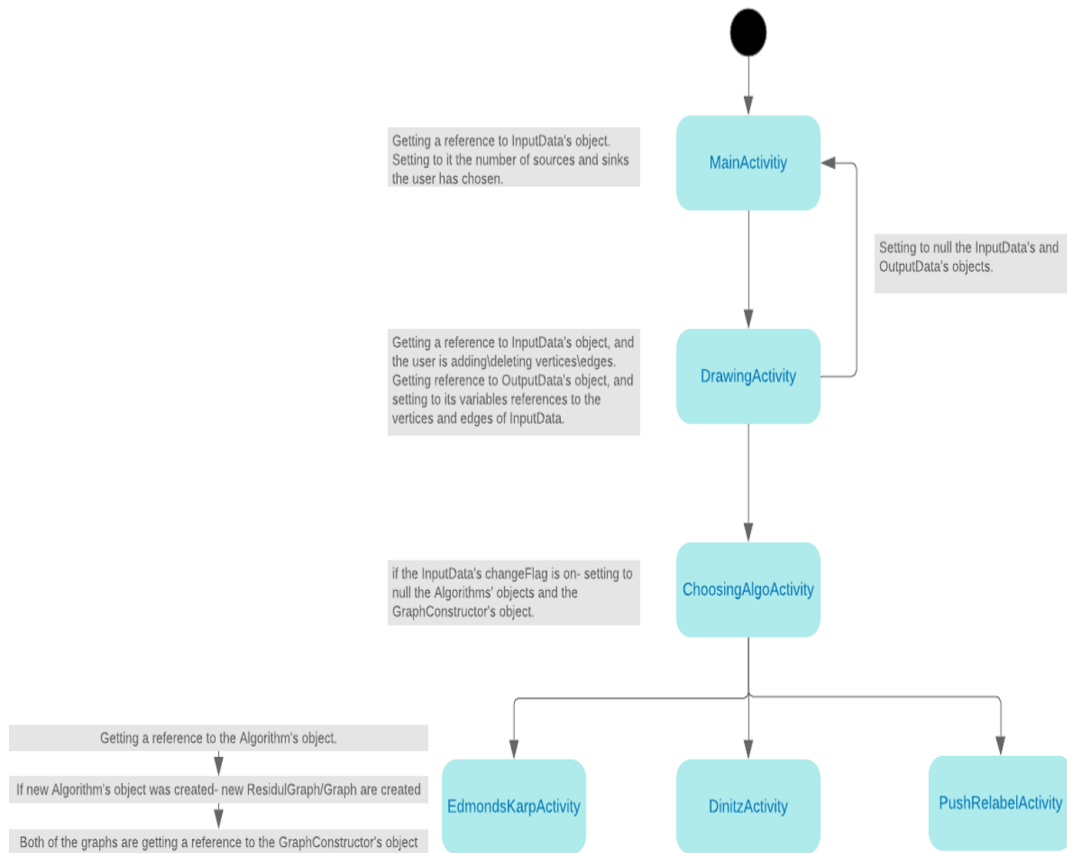 Getting a reference to InputData's object.
Setting to it the number of sources and sinks
the user has chosen.
MainActivitiy
Setting to null the InputData's and
OutputData's objects.
Getting a reference to InputData's object, and
the user is adding\deleting vertices\edges.
Getting reference to OutputData's object, and
setting to its variables references to the
vertices and edges of InputData.
DrawingActivity
if the InputData's changeFlag is on- setting to
null the Algorithms' objects and the
GraphConstructor's object.
ChoosingAlgoActivity
Getting a reference to the Algorithm's object.
If new Algorithm's object was created- new ResidulGraph/Graph are created
Both of the graphs are getting a reference to the GraphConstructor's object
EdmondsKarpActivity
DinitzActivity
PushRelabelActivity